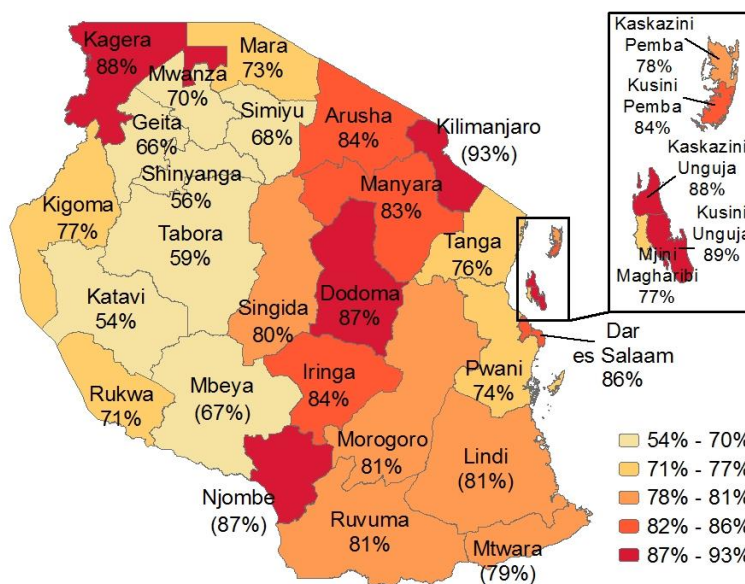 Kagera
88%
Mara
73%
Mwanza
70%
Geita
66%
Simiyu
68%
Shinyanga
56%
Arusha
84%
Kilimanjaro
(93%)
Manyara
83%
Kigoma
77%
Tabora
59%
Katavi
54%
Singida
80%
Dodoma
87%
Tanga
76%
Rukwa
71%
Mbeya
(67%)
Iringa
84%
Pwani
74%
Dar
es Salaam
86%
Morogoro
81%
Lindi
(81%)
Njombe
(87%)
Ruvuma
81%
Mtwara
(79%)
Kaskazini
Pemba
78%
Kusini
Pemba
84%
Kaskazini
Unguja
88%
Kusini
Unguja
89%
Mjini
Magharibi
77%
54% - 70%
71% - 77%
78% - 81%
82% - 86%
87% - 93%